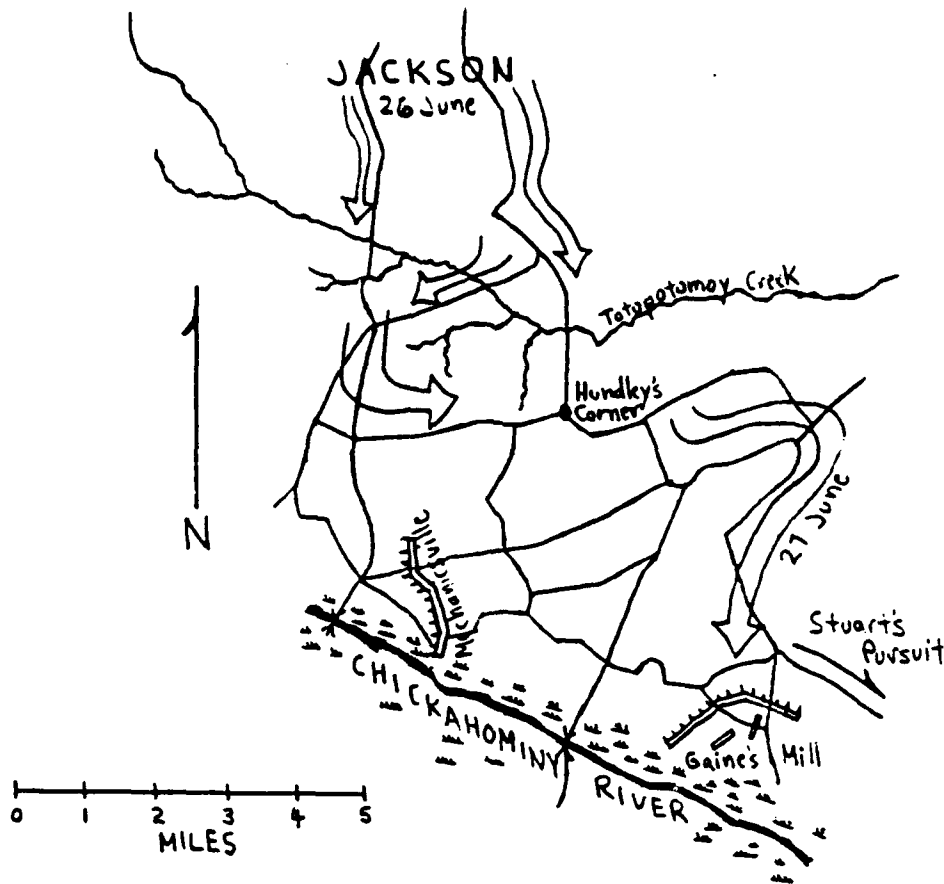 JACKSON
26 June
Totopotomoy Creek
Hundley's
Corner
N
Mechanicsville
27 June
Stuart's
Pursuit
CHICKAHOMINY
RIVER
Gaine's Mill
0 1 2 3 4 5
MILES